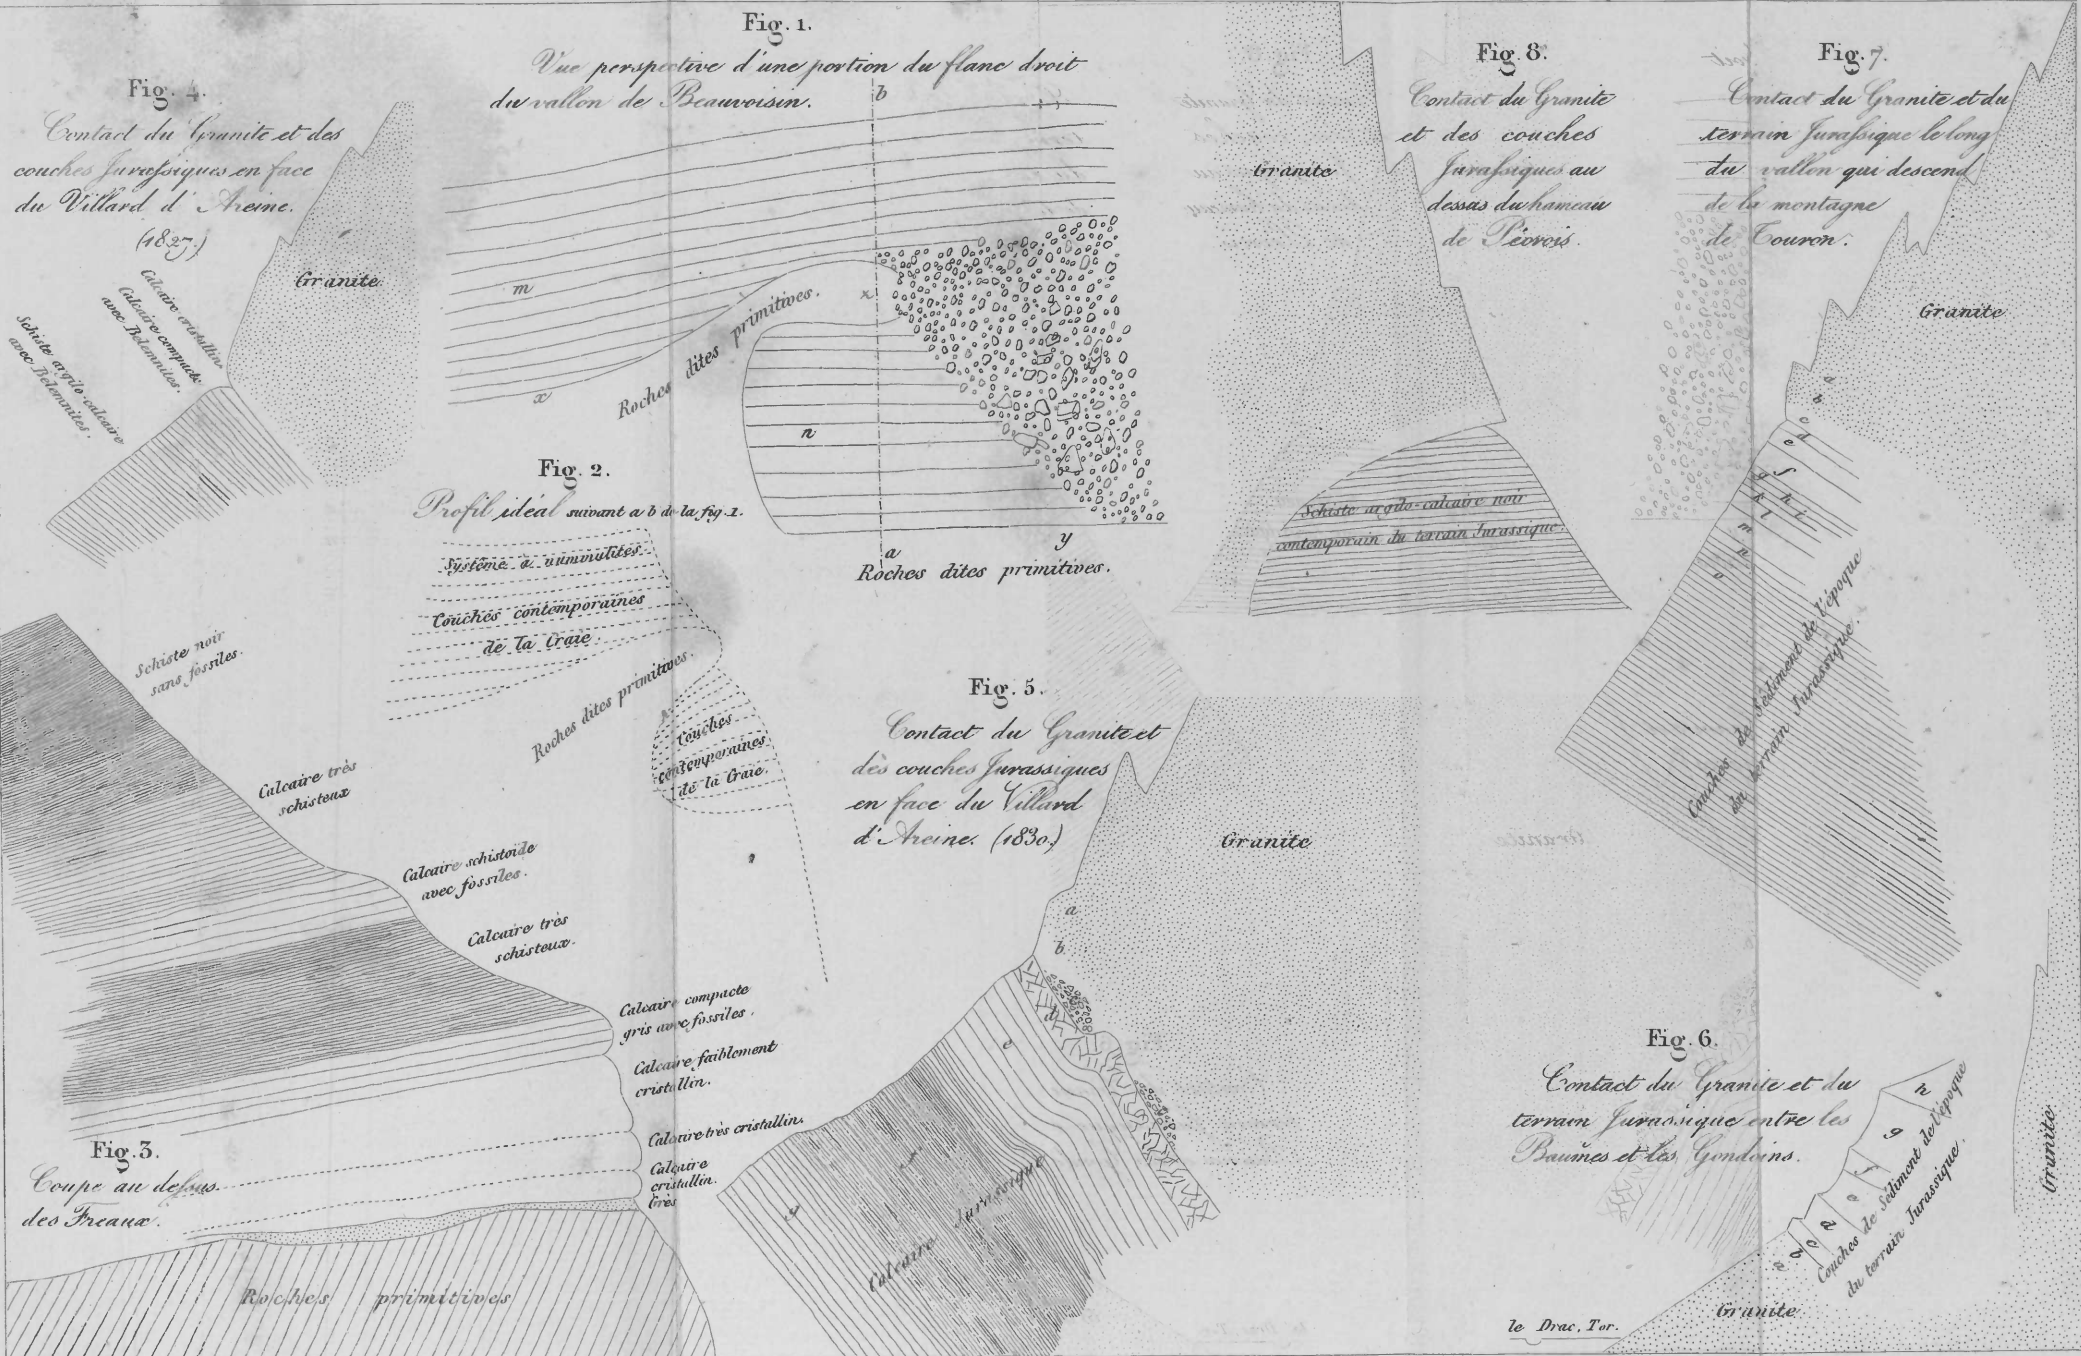 Fig. 1.
Vue perspective d'une portion du flanc droit
du vallon de Beauvoisin.
b
m
x
Roches dites primitives.
x
n
a
y
Roches dites primitives.
Fig. 2.
Profil idéal suivant a b de la fig. 1.
Système à nummulites
Couches contemporaines
de la Craie.
Roches dites primitives.
Couches
contemporaines
de la Craie.
Fig. 3.
Coupe au dessus
des Freaux.
Schiste noir
sans fossiles.
Calcaire très
schisteux
Calcaire schistoïde
avec fossiles.
Calcaire très
schisteux.
Calcaire compacte
gris avec fossiles.
Calcaire faiblement
cristallin.
Calcaire très cristallin.
Calcaire
cristallin.
Grès
Roches primitives
Fig. 4.
Contact du Granite et des
couches Jurassiques en face
du Villard d'Areine.
(1827.)
Granite
Calcaire cristallin
Calcaire compacte
avec Bélemnites.
Schiste argilo-calcaire
avec Bélemnites.
Fig. 5.
Contact du Granite et
dès couches Jurassiques
en face du Villard
d'Areine. (1830.)
Granite
a
b
d
e
Calcaire Jurassique
Fig. 6.
Contact du Granite et du
terrain Jurassique entre les
Baumes et les Gondoins.
h
g
f
e
d
c
b
a
Couches de Sédiment de l'époque
du terrain Jurassique.
Granite
Granite
le Drac, Tor.
Fig. 7.
Contact du Granite et du
terrain Jurassique le long
du vallon qui descend
de la montagne
de Touron.
Granite
a
b
c
d
e
f
g
h
i
k
l
m
n
o
Couches de Sédiment de l'époque
du terrain Jurassique.
Fig. 8.
Contact du Granite
et des couches
Jurassiques au
dessus du hameau
de Péorois.
Granite
Schiste argilo-calcaire noir
contemporain du terrain Jurassique.